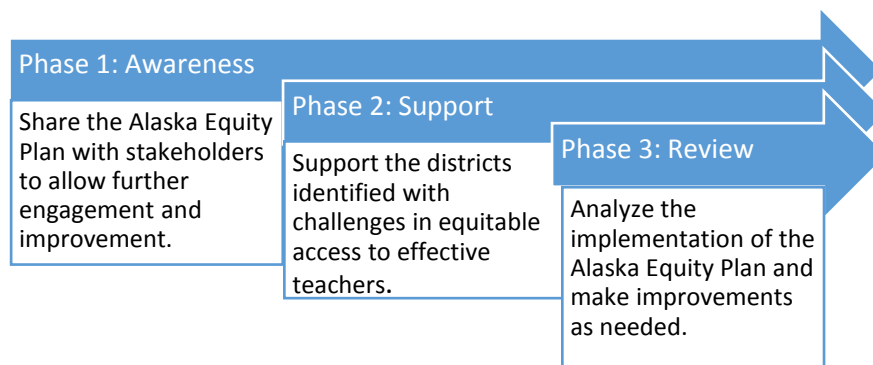 Phase 1: Awareness
Share the Alaska Equity
Plan with stakeholders
to allow further
engagement and
improvement.
Phase 2: Support
Support the districts
identified with
challenges in equitable
access to effective
teachers.
Phase 3: Review
Analyze the
implementation of the
Alaska Equity Plan and
make improvements
as needed.